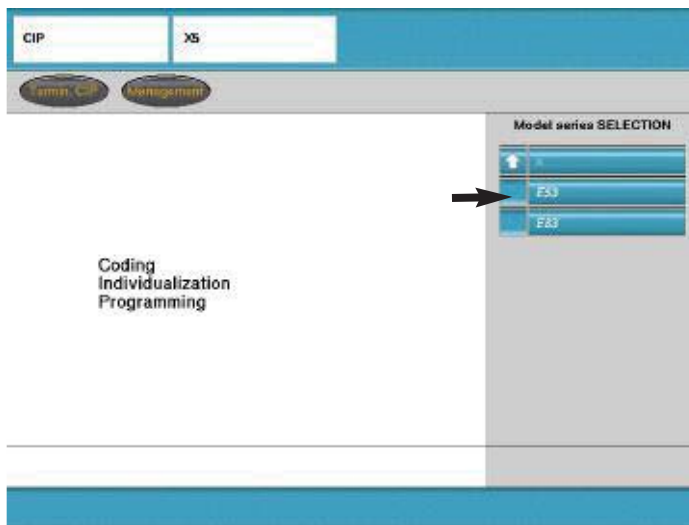 CIP X5
Termin. CIP Management
Model series SELECTION
E53
E83
Coding
Individualization
Programming